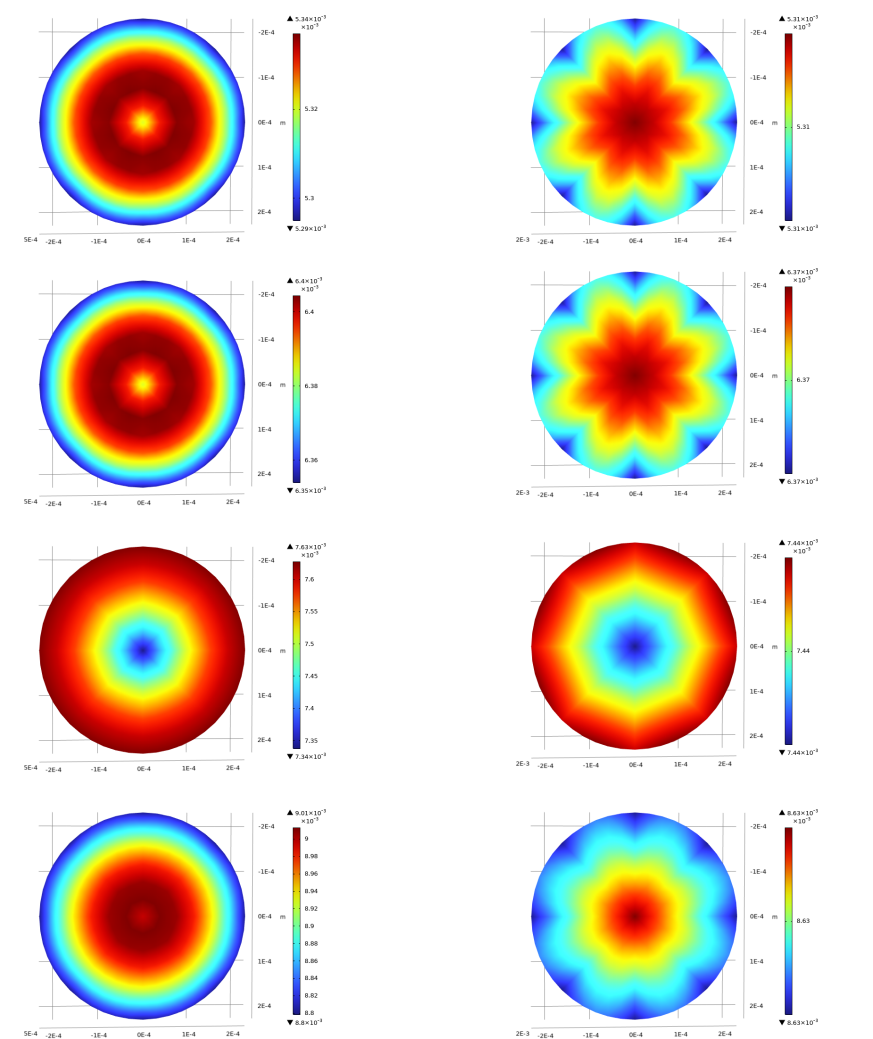 ▲ 5.34×10⁻³
×10⁻³
-2E-4
-1E-4
5.32
0E-4 m
1E-4
5.3
2E-4
▼ 5.29×10⁻³
5E-4 -2E-4 -1E-4 0E-4 1E-4 2E-4
▲ 5.31×10⁻³
×10⁻³
-2E-4
-1E-4
0E-4 m
5.31
1E-4
2E-4
▼ 5.31×10⁻³
2E-3 -2E-4 -1E-4 0E-4 1E-4 2E-4
▲ 6.4×10⁻³
×10⁻³
-2E-4
6.4
-1E-4
0E-4 m
6.38
1E-4
6.36
2E-4
▼ 6.35×10⁻³
5E-4 -2E-4 -1E-4 0E-4 1E-4 2E-4
▲ 6.37×10⁻³
×10⁻³
-2E-4
-1E-4
0E-4 m
6.37
1E-4
2E-4
▼ 6.37×10⁻³
2E-3 -2E-4 -1E-4 0E-4 1E-4 2E-4
▲ 7.63×10⁻³
×10⁻³
-2E-4
7.6
-1E-4
7.55
7.5
0E-4 m
7.45
1E-4
7.4
2E-4
7.35
▼ 7.34×10⁻³
5E-4 -2E-4 -1E-4 0E-4 1E-4 2E-4
▲ 7.44×10⁻³
×10⁻³
-2E-4
-1E-4
0E-4 m
7.44
1E-4
2E-4
▼ 7.44×10⁻³
2E-3 -2E-4 -1E-4 0E-4 1E-4 2E-4
▲ 9.01×10⁻³
×10⁻³
-2E-4
9
8.98
-1E-4
8.96
8.94
8.92
0E-4 m
8.9
8.88
8.86
1E-4
8.84
8.82
2E-4
8.8
▼ 8.8×10⁻³
5E-4 -2E-4 -1E-4 0E-4 1E-4 2E-4
▲ 8.63×10⁻³
×10⁻³
-2E-4
-1E-4
0E-4 m
8.63
1E-4
2E-4
▼ 8.63×10⁻³
2E-3 -2E-4 -1E-4 0E-4 1E-4 2E-4